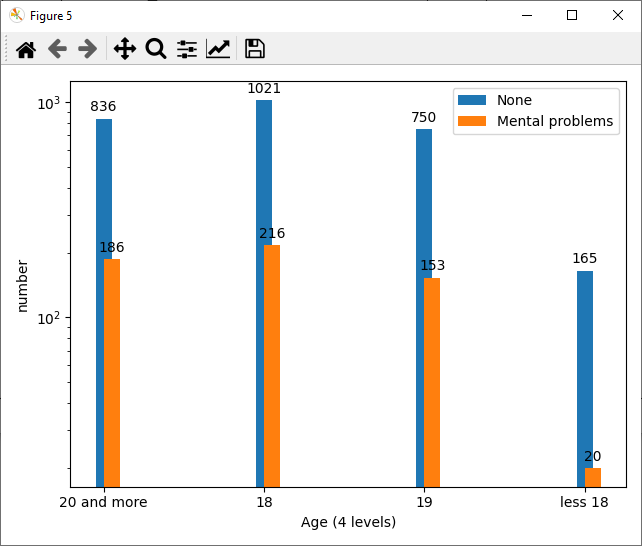 Figure 5
1021
10³
836
750
None
Mental problems
216
186
153
165
number
10²
20
20 and more
18
19
less 18
Age (4 levels)